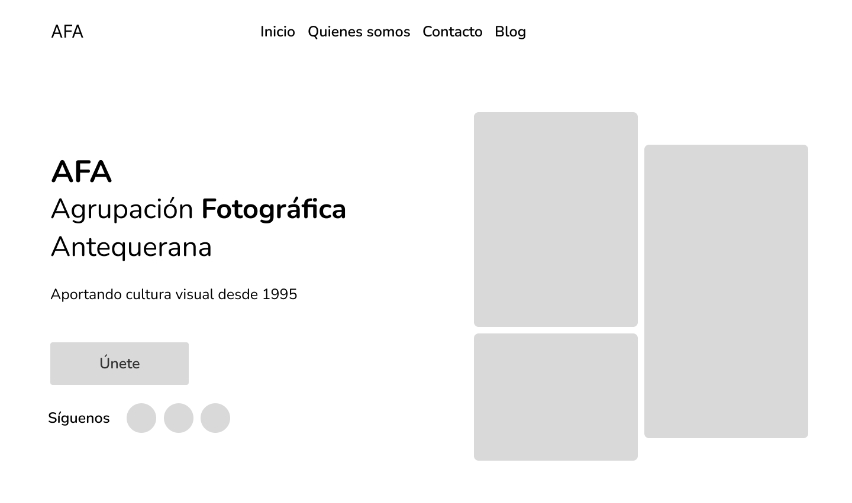 AFA
Inicio Quienes somos Contacto Blog
AFA
Agrupación Fotográfica
Antequerana
Aportando cultura visual desde 1995
Únete
Síguenos